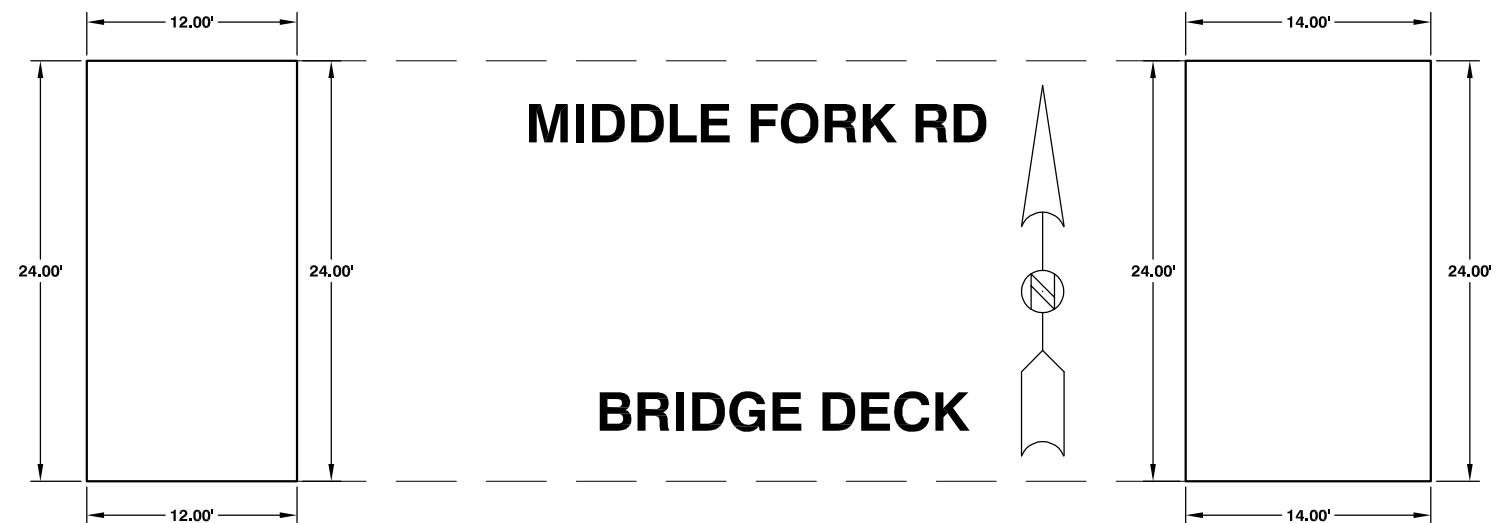 12.00' 14.00'
MIDDLE FORK RD
24.00' 24.00' N 24.00' 24.00'
BRIDGE DECK
12.00' 14.00'